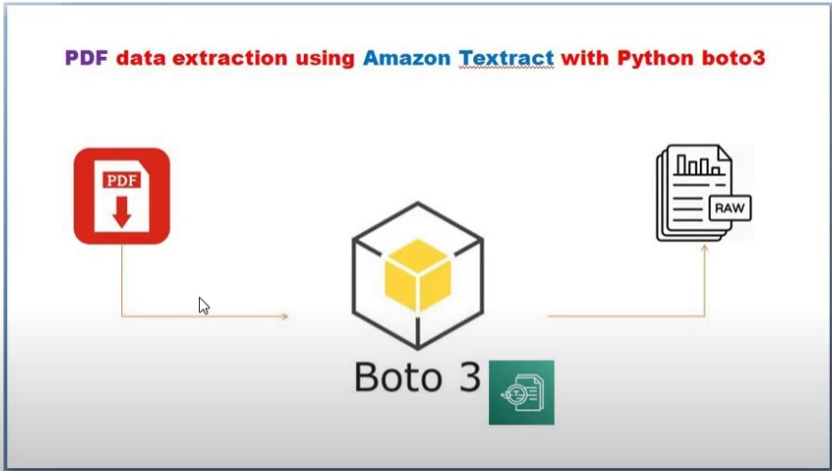 PDF data extraction using Amazon Textract with Python boto3
PDF
RAW
Boto 3